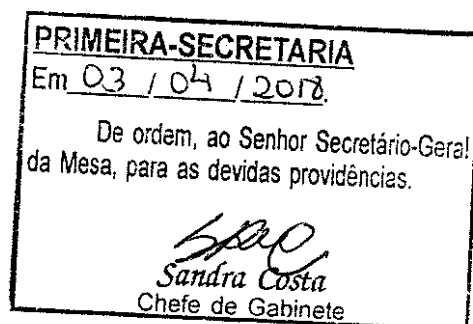 PRIMEIRA-SECRETARIA
Em 03 / 04 / 2018.
De ordem, ao Senhor Secretário-Geral
da Mesa, para as devidas providências.
Sandra Costa
Chefe de Gabinete